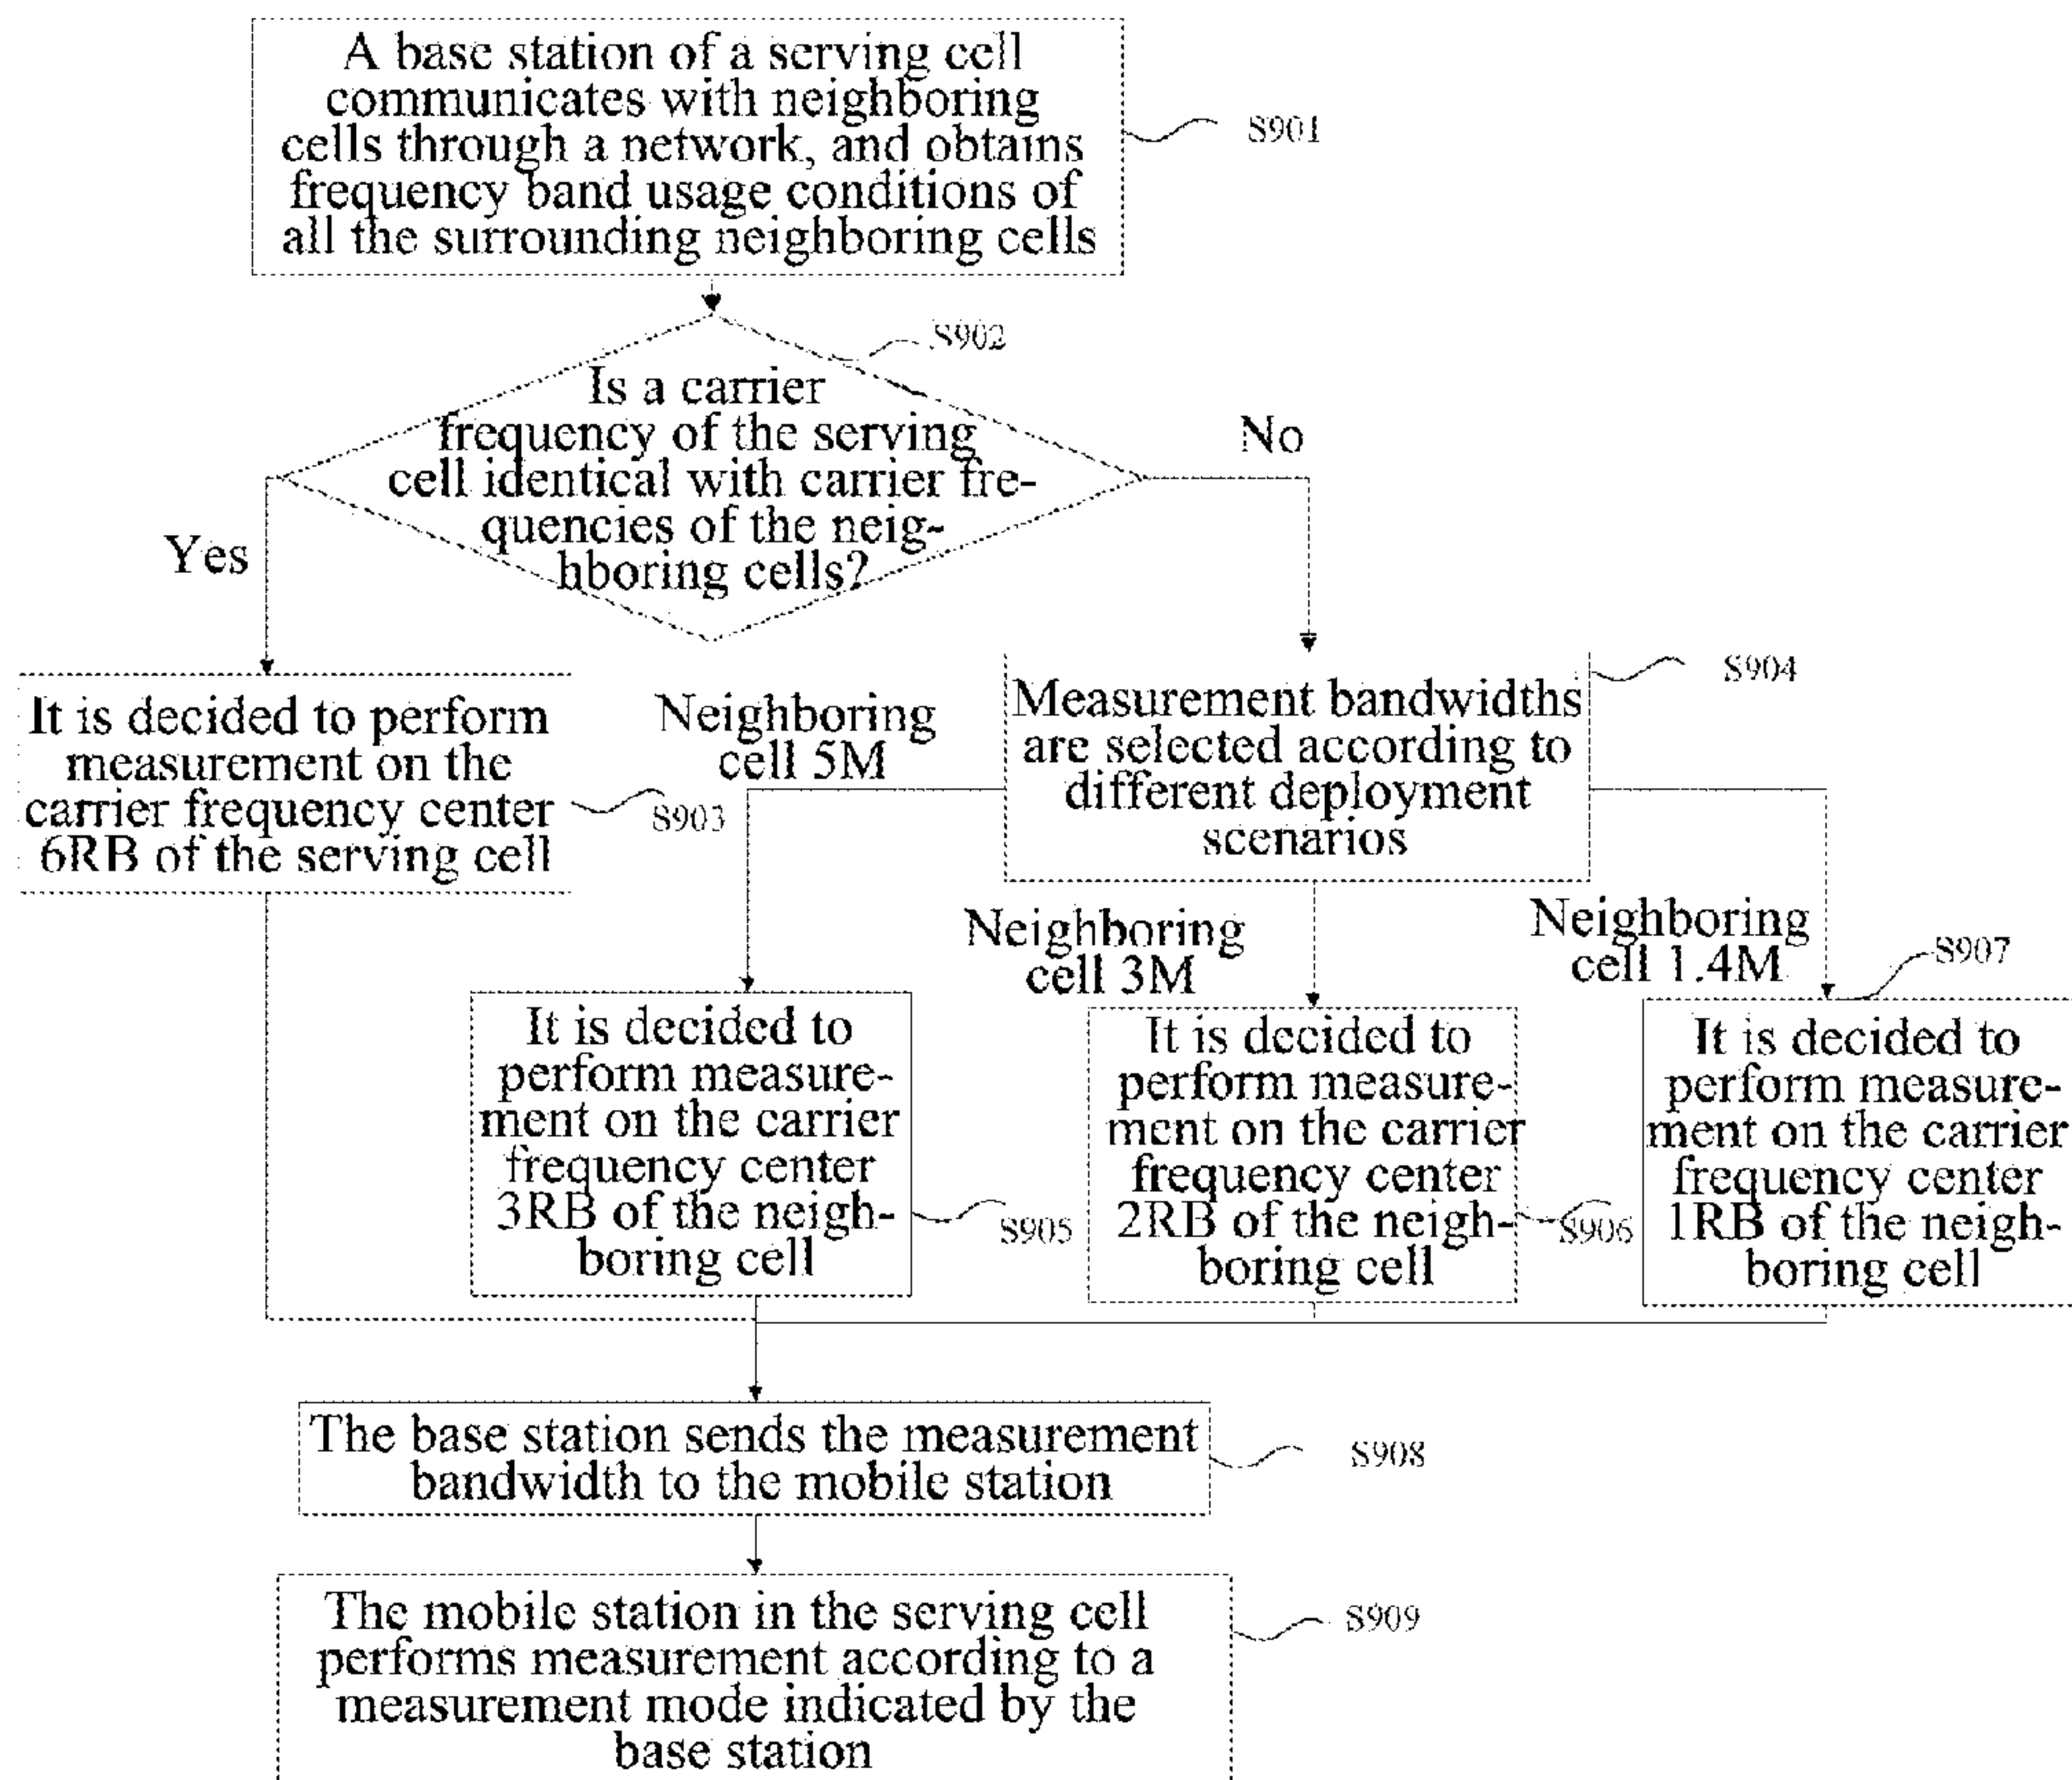 A base station of a serving cell
communicates with neighboring
cells through a network, and obtains
frequency band usage conditions of
all the surrounding neighboring cells
S901
S902
Is a carrier
frequency of the serving
cell identical with carrier fre-
quencies of the neig-
hboring cells?
Yes
No
It is decided to perform
measurement on the
carrier frequency center
6RB of the serving cell
S903
Measurement bandwidths
are selected according to
different deployment
scenarios
S904
Neighboring
cell 5M
Neighboring
cell 3M
Neighboring
cell 1.4M
It is decided to
perform measure-
ment on the carrier
frequency center
3RB of the neigh-
boring cell
S905
It is decided to
perform measure-
ment on the carrier
frequency center
2RB of the neigh-
boring cell
S906
S907
It is decided to
perform measure-
ment on the carrier
frequency center
1RB of the neigh-
boring cell
The base station sends the measurement
bandwidth to the mobile station
S908
The mobile station in the serving cell
performs measurement according to a
measurement mode indicated by the
base station
S909